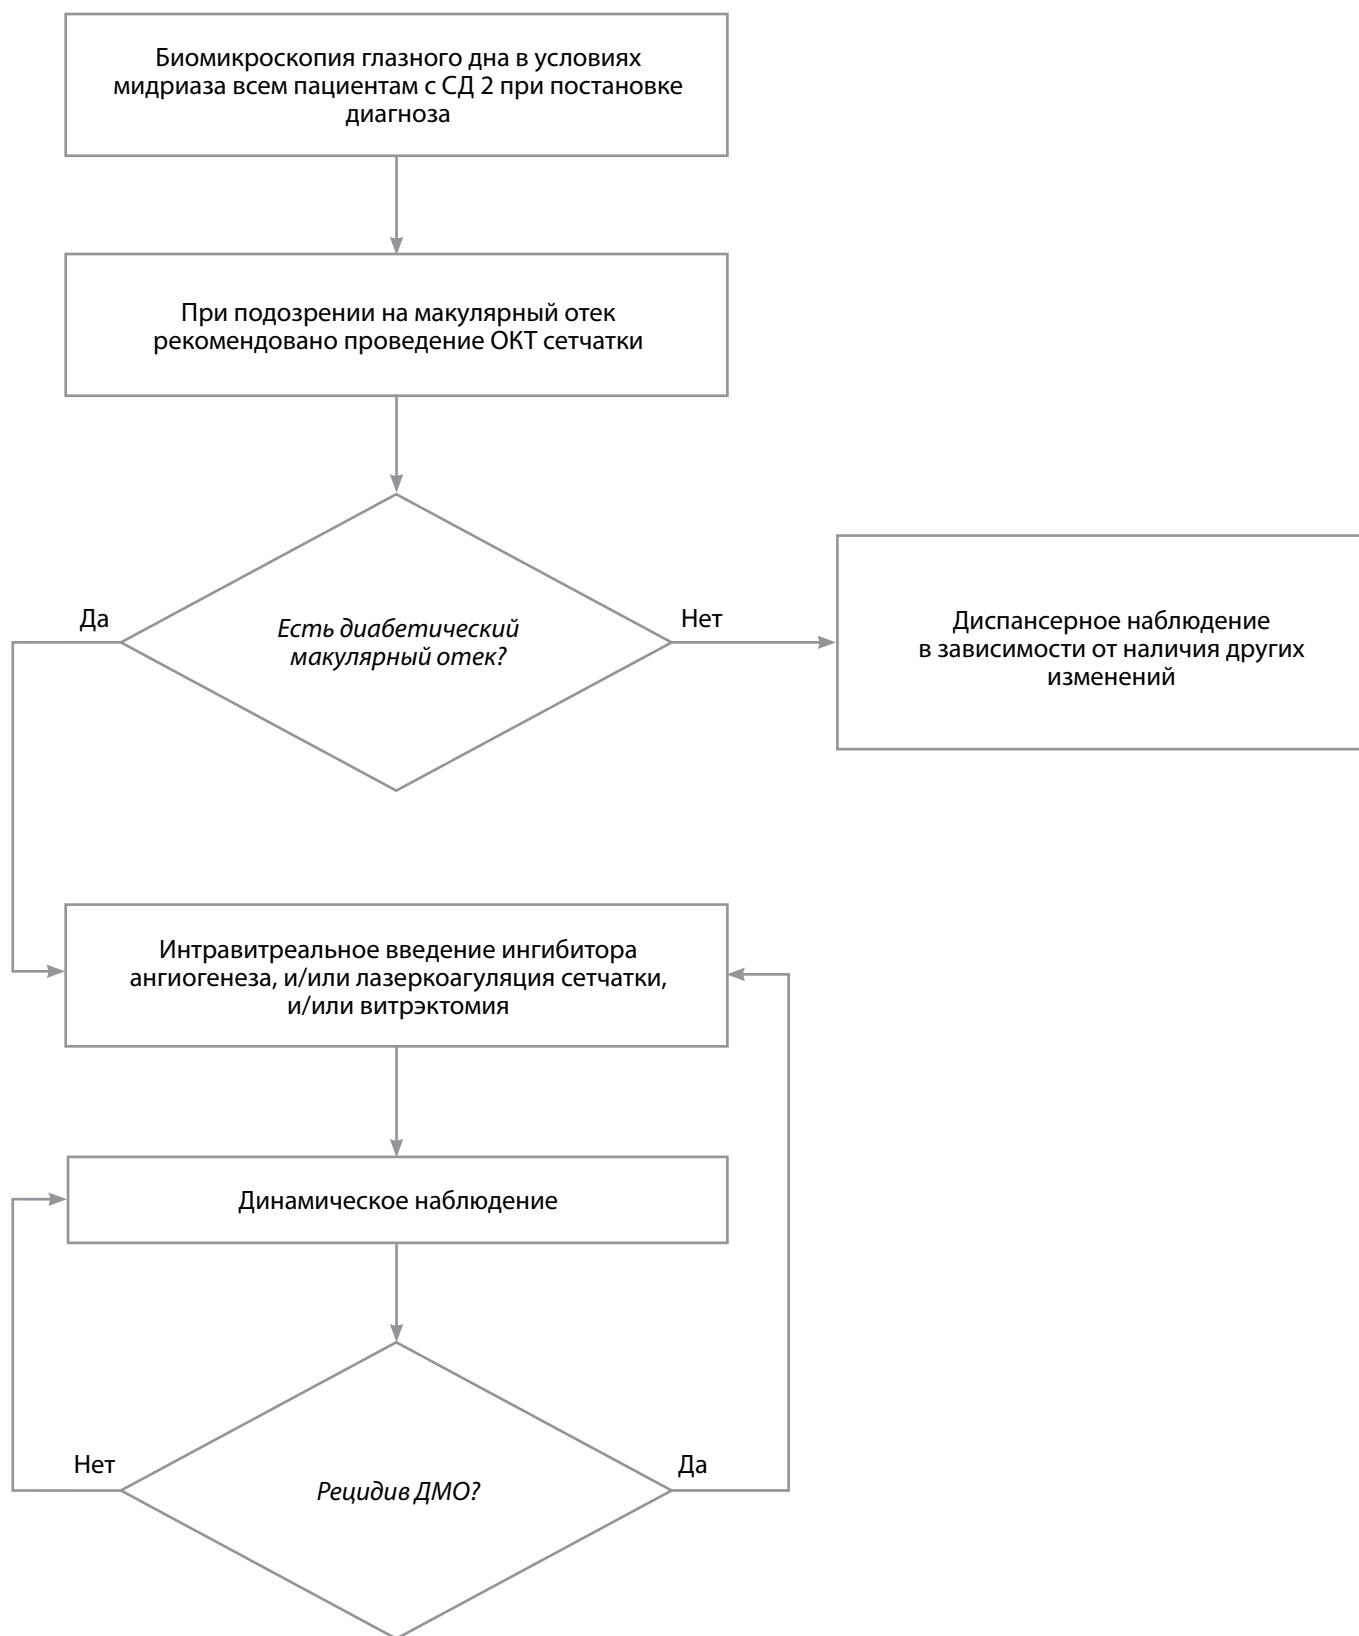 Биомикроскопия глазного дна в условиях
мидриаза всем пациентам с СД 2 при постановке
диагноза
При подозрении на макулярный отек
рекомендовано проведение ОКТ сетчатки
Да
Есть диабетический
макулярный отек?
Нет
Диспансерное наблюдение
в зависимости от наличия других
изменений
Интравитреальное введение ингибитора
ангиогенеза, и/или лазеркоагуляция сетчатки,
и/или витрэктомия
Динамическое наблюдение
Нет
Рецидив ДМО?
Да